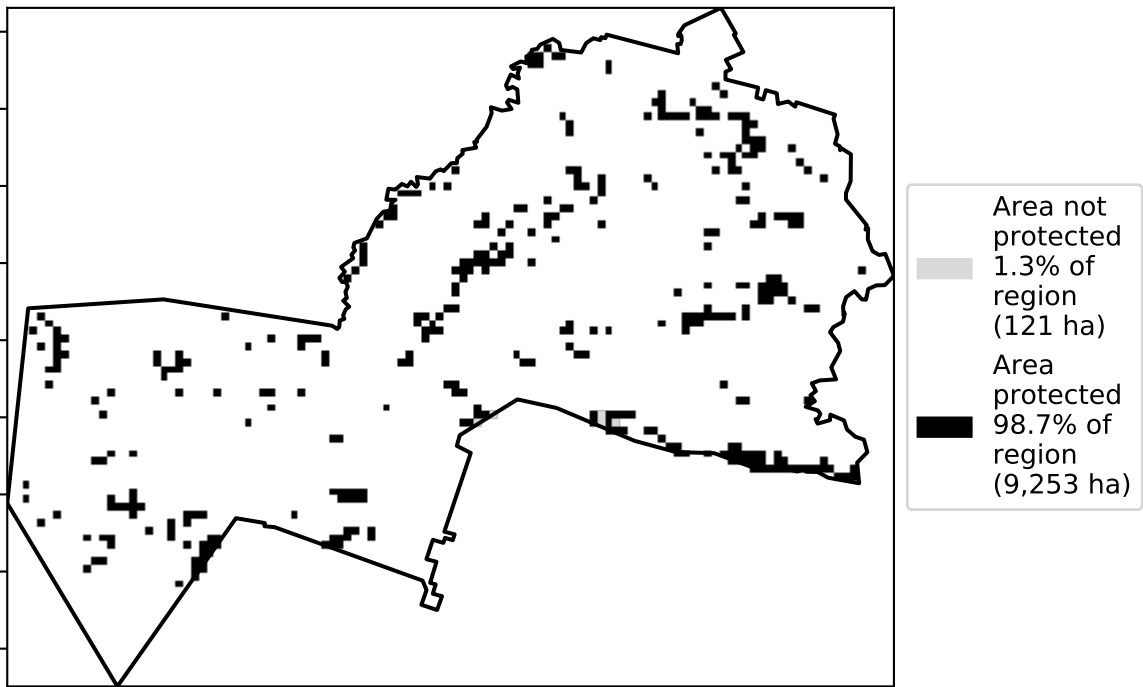 Area not
protected
1.3% of
region
(121 ha)
Area
protected
98.7% of
region
(9,253 ha)